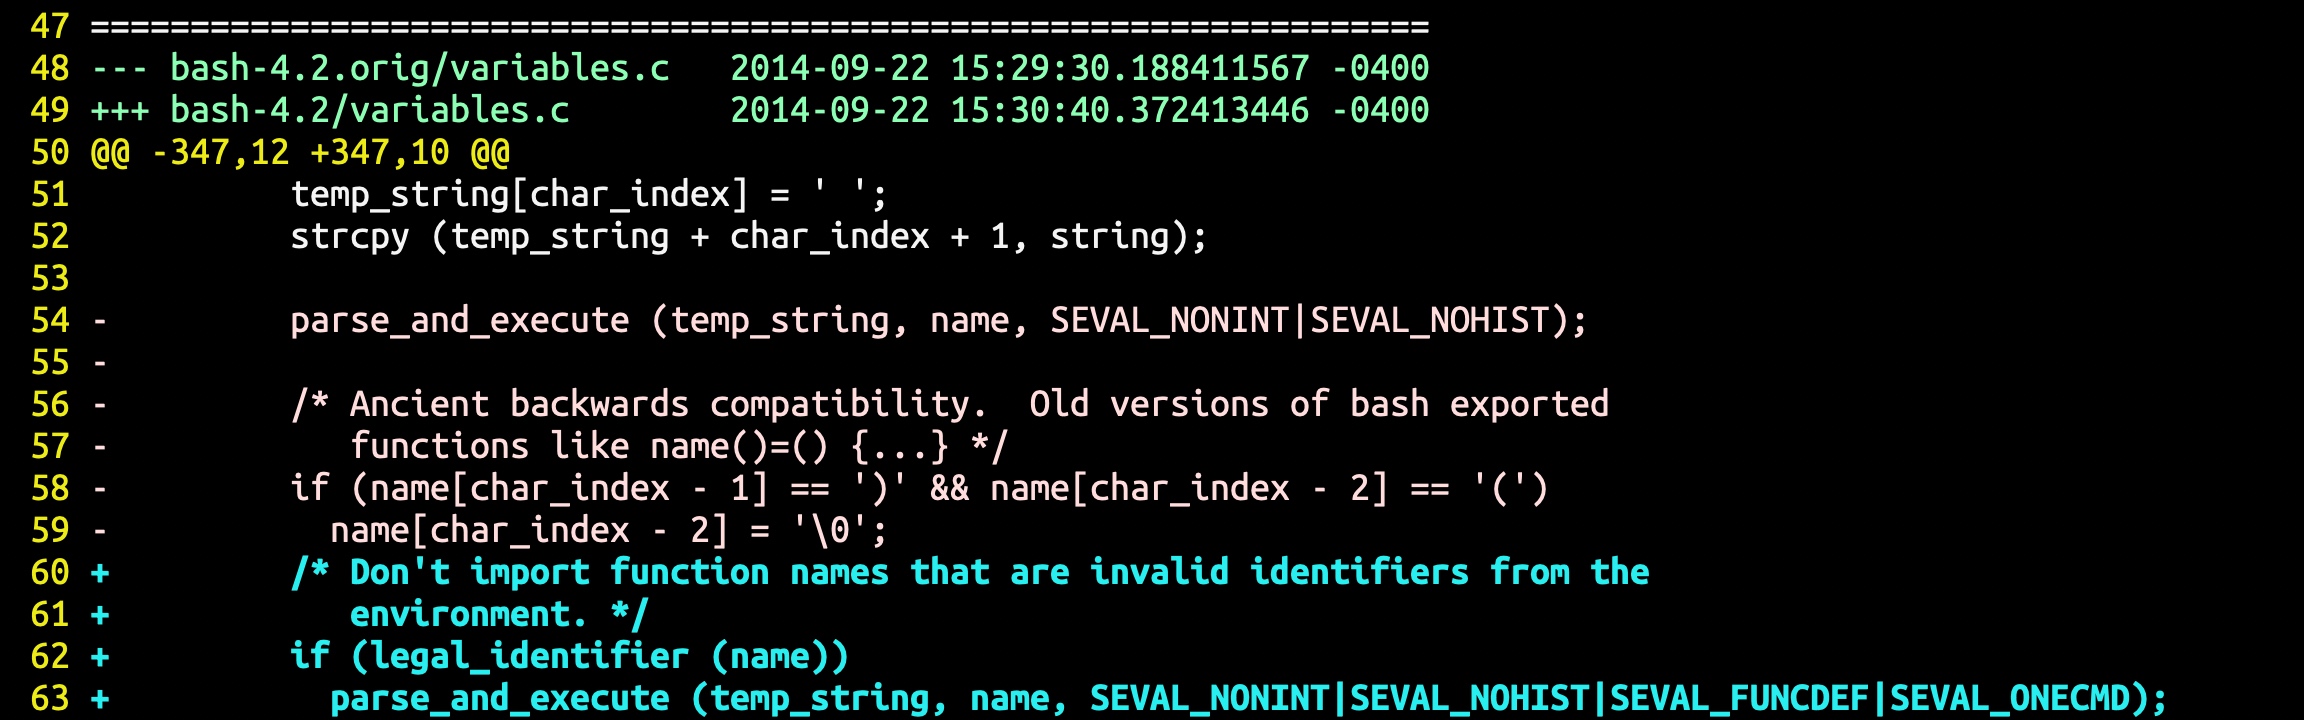 47 ===================================================================
48 --- bash-4.2.orig/variables.c   2014-09-22 15:29:30.188411567 -0400
49 +++ bash-4.2/variables.c        2014-09-22 15:30:40.372413446 -0400
50 @@ -347,12 +347,10 @@
51           temp_string[char_index] = ' ';
52           strcpy (temp_string + char_index + 1, string);
53
54 -         parse_and_execute (temp_string, name, SEVAL_NONINT|SEVAL_NOHIST);
55 -
56 -         /* Ancient backwards compatibility.  Old versions of bash exported
57 -            functions like name()=() {...} */
58 -         if (name[char_index - 1] == ')' && name[char_index - 2] == '(')
59 -           name[char_index - 2] = '\0';
60 +         /* Don't import function names that are invalid identifiers from the
61 +            environment. */
62 +         if (legal_identifier (name))
63 +           parse_and_execute (temp_string, name, SEVAL_NONINT|SEVAL_NOHIST|SEVAL_FUNCDEF|SEVAL_ONECMD);